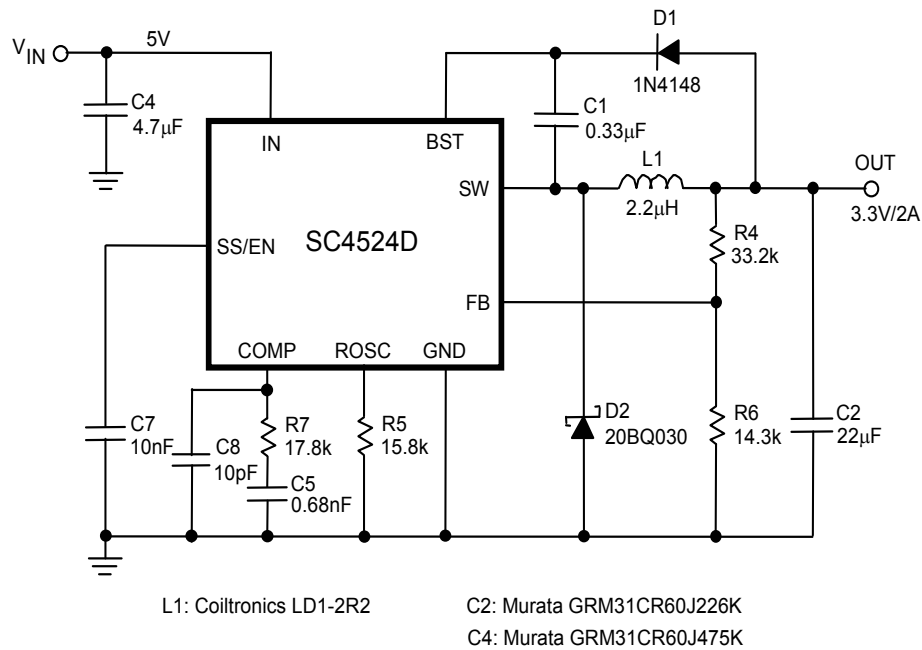 D1
V IN
5V
1N4148
C4
4.7µF
C1
0.33µF
IN
BST
L1
OUT
SW
2.2µH
3.3V/2A
SC4524D
R4
33.2k
SS/EN
FB
COMP
ROSC
GND
C7
10nF
C8
10pF
R7
17.8k
R5
15.8k
D2
20BQ030
R6
14.3k
C2
22µF
C5
0.68nF
L1: Coiltronics LD1-2R2
C2: Murata GRM31CR60J226K
C4: Murata GRM31CR60J475K